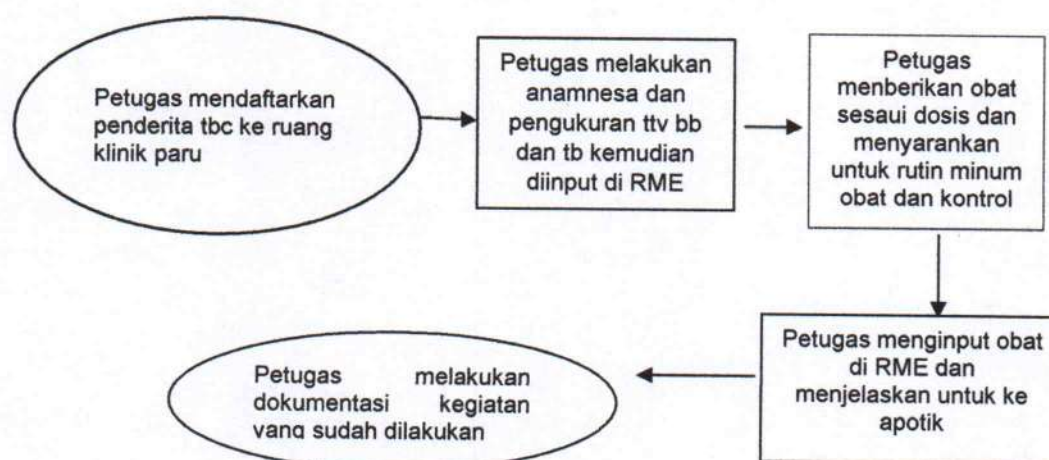 Petugas mendaftarkan
penderita tbc ke ruang
klinik paru
Petugas melakukan
anamnesa dan
pengukuran ttv bb
dan tb kemudian
diinput di RME
Petugas
menberikan obat
sesaui dosis dan
menyarankan
untuk rutin minum
obat dan kontrol
Petugas menginput obat
di RME dan
menjelaskan untuk ke
apotik
Petugas melakukan
dokumentasi kegiatan
yang sudah dilakukan